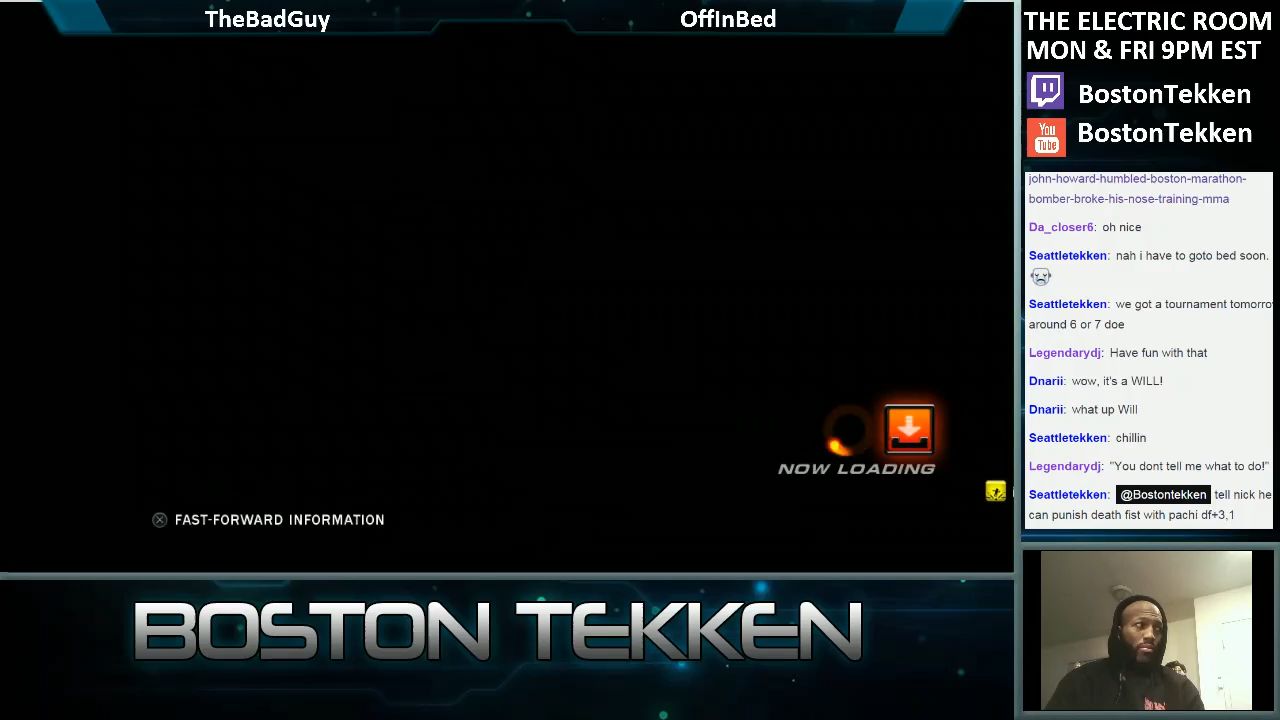 TheBadGuy
OffInBed
THE ELECTRIC ROOM
MON & FRI 9PM EST
BostonTekken
You
Tube
BostonTekken
john-howard-humbled-boston-marathon-
bomber-broke-his-nose-training-mma
Da_closer6: oh nice
Seattletekken: nah i have to goto bed soon.
Seattletekken: we got a tournament tomorrow
around 6 or 7 doe
Legendarydj: Have fun with that
Dnarii: wow, it's a WILL!
Dnarii: what up Will
Seattletekken: chillin
Legendarydj: "You dont tell me what to do!"
Seattletekken: @Bostontekken tell nick he
can punish death fist with pachi df+3,1
NOW LOADING
FAST-FORWARD INFORMATION
BOSTON TEKKEN